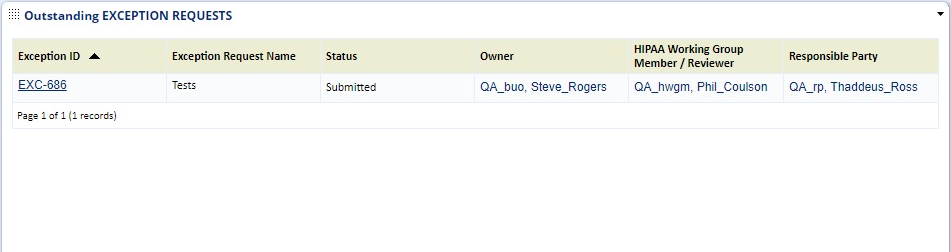 Outstanding EXCEPTION REQUESTS
Exception ID Exception Request Name Status Owner HIPAA Working Group Member / Reviewer Responsible Party
EXC-686 Tests Submitted QA_buo, Steve_Rogers QA_hwgm, Phil_Coulson QA_rp, Thaddeus_Ross
Page 1 of 1 (1 records)